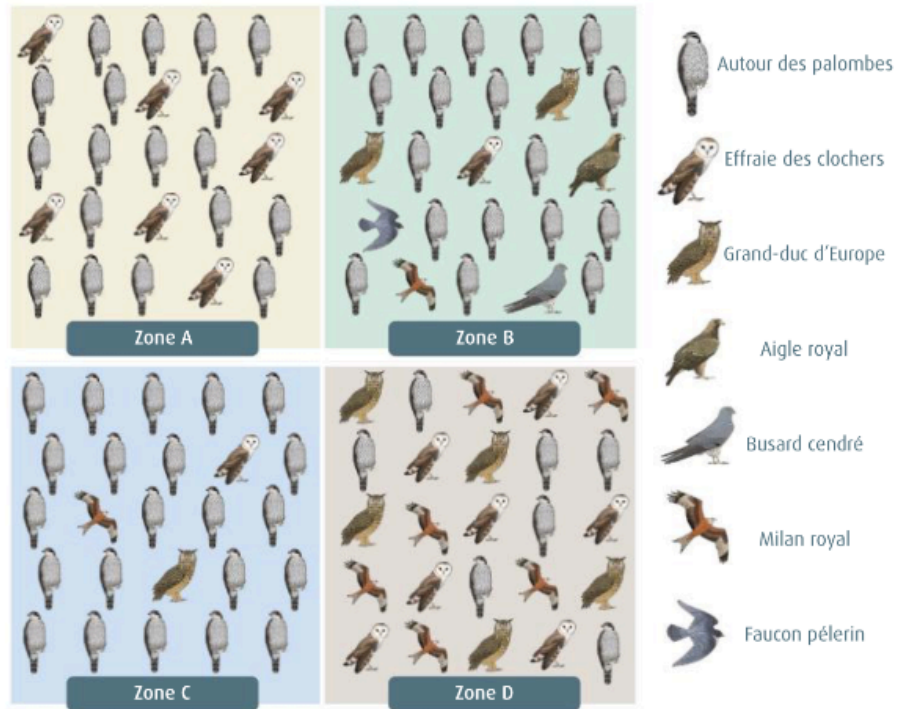 Zone A
Zone B
Zone C
Zone D
Autour des palombes
Effraie des clochers
Grand-duc d'Europe
Aigle royal
Busard cendré
Milan royal
Faucon pélerin